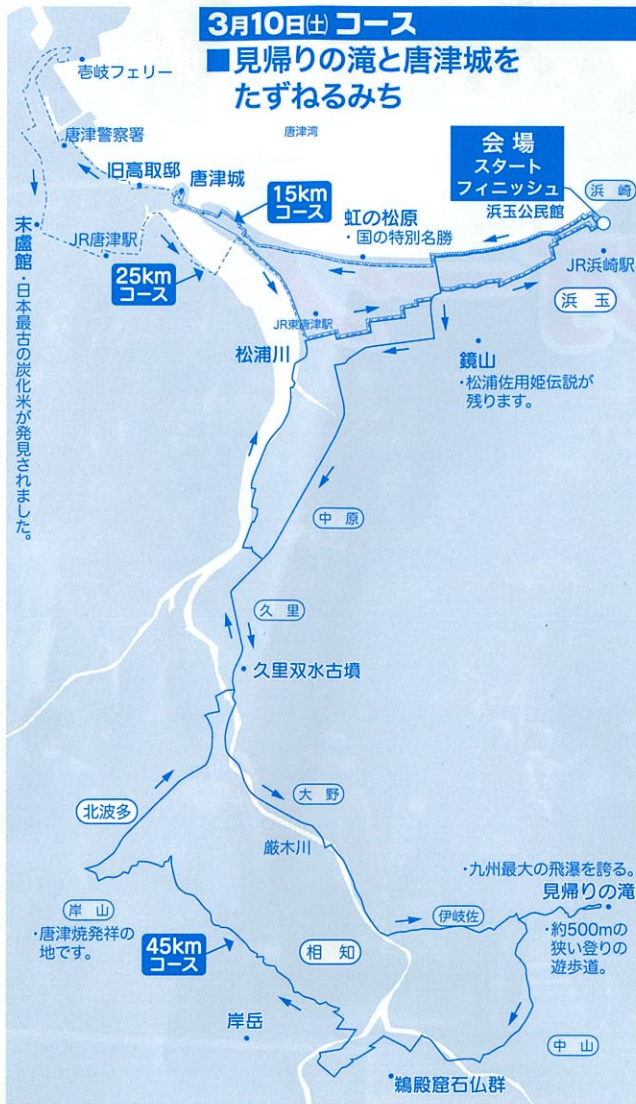 3月10日(土)コース
■見帰りの滝と唐津城を
たずねるみち
壱岐フェリー
唐津湾
唐津警察署
会場
スタート
フィニッシュ
旧高取邸
唐津城
15km
コース
虹の松原
・国の特別名勝
浜玉公民館
浜崎
末盧館・日本最古の炭化米が発見されました。
JR唐津駅
25km
コース
JR浜崎駅
浜玉
JR東唐津駅
松浦川
鏡山
・松浦佐用姫伝説が
残ります。
中原
久里
久里双水古墳
大野
北波多
厳木川
・九州最大の飛瀑を誇る。
見帰りの滝
伊岐佐
・約500mの
狭い登りの
遊歩道。
岸山
・唐津焼発祥の
地です。
45km
コース
相知
岸岳
中山
鵜殿窟石仏群